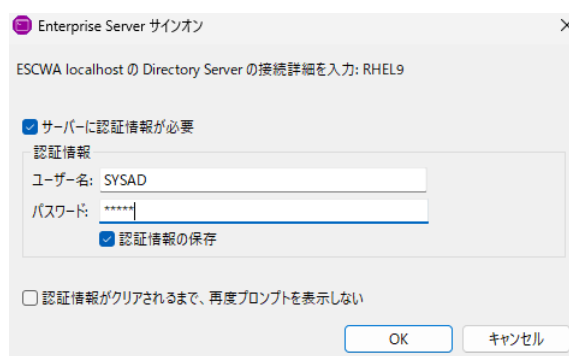 Enterprise Server サインオン
ESCWA localhost の Directory Server の接続詳細を入力: RHEL9
サーバーに認証情報が必要
認証情報
ユーザー名: SYSAD
パスワード: *****
認証情報の保存
認証情報がクリアされるまで、再度プロンプトを表示しない
OK キャンセル